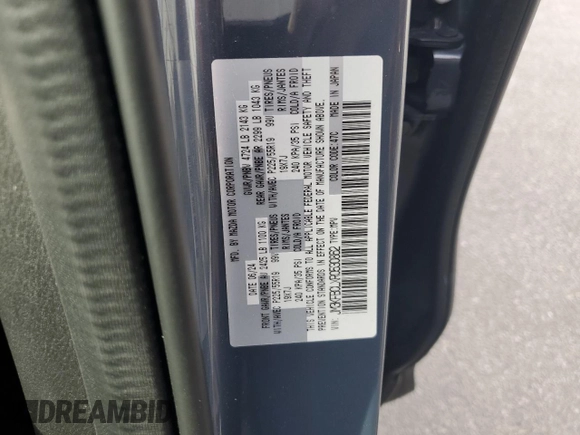 MFD. BY MAZDA MOTOR CORPORATION
DATE: 06/24 GVWR/PNBV 4724 LB 2143 KG
FRONT GAWR/PNBE AV 2425 LB 1100 KG REAR GAWR/PNBE AR 2299 LB 1043 KG
WITH/AVEC P225/55R19 99V TIRES/PNEUS WITH/AVEC P225/55R19 99V TIRES/PNEUS
19X7J RIMS/JANTES 19X7J RIMS/JANTES
240 KPA/35 PSI COLD/A FROID 240 KPA/35 PSI COLD/A FROID
THIS VEHICLE CONFORMS TO ALL APPLICABLE FEDERAL MOTOR VEHICLE SAFETY AND THEFT
PREVENTION STANDARDS IN EFFECT ON THE DATE OF MANUFACTURE SHOWN ABOVE.
COLOR CODE:47C MADE IN JAPAN
VIN: TYPE:MPV
DREAMBID